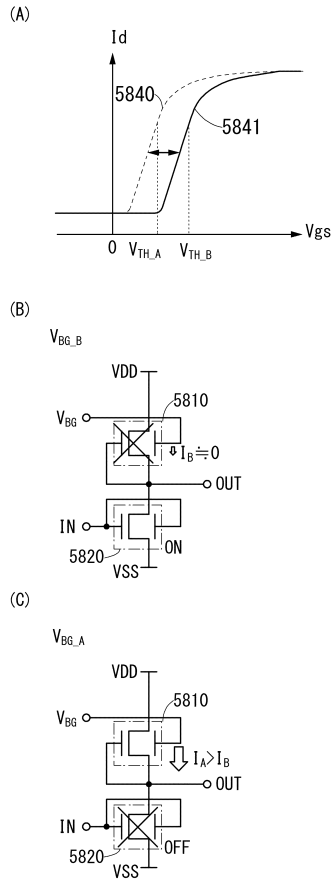 (A)
Id
5840
5841
0
V_TH_A
V_TH_B
Vgs
(B)
V_BG_B
VDD
5810
V_BG
I_B≒0
OUT
IN
5820
ON
VSS
(C)
V_BG_A
VDD
5810
V_BG
I_A>I_B
OUT
IN
5820
OFF
VSS